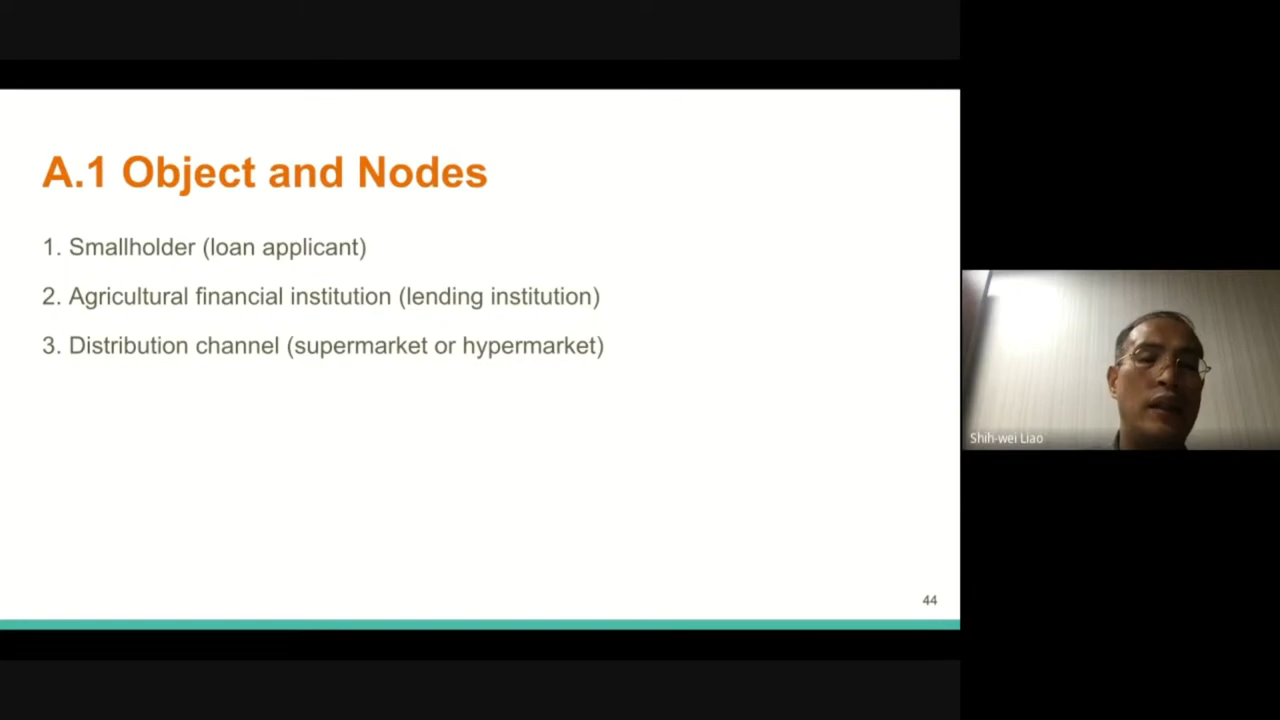 A.1 Object and Nodes
1. Smallholder (loan applicant)
2. Agricultural financial institution (lending institution)
3. Distribution channel (supermarket or hypermarket)
44
Shih-wei Liao